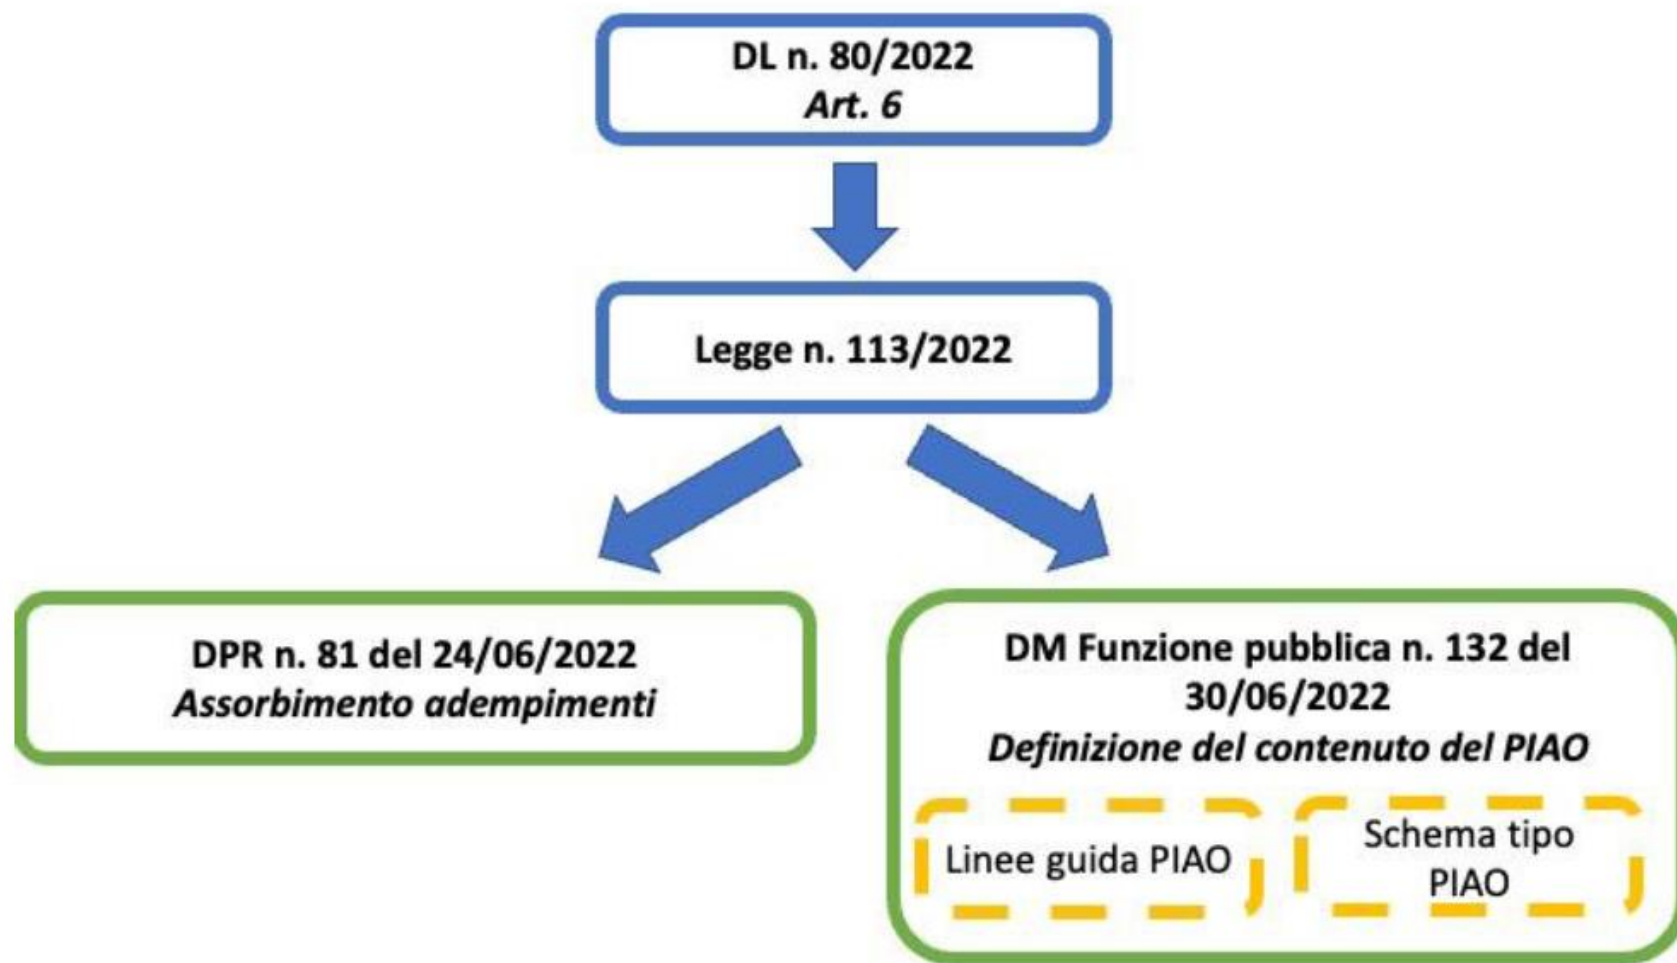 DL n. 80/2022
Art. 6
Legge n. 113/2022
DPR n. 81 del 24/06/2022
Assorbimento adempimenti
DM Funzione pubblica n. 132 del
30/06/2022
Definizione del contenuto del PIAO
Linee guida PIAO
Schema tipo
PIAO